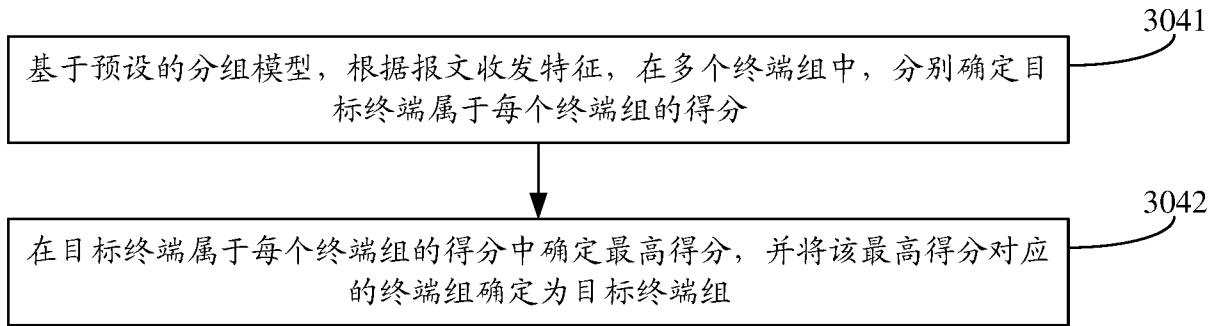 3041
基于预设的分组模型，根据报文收发特征，在多个终端组中，分别确定目
标终端属于每个终端组的得分
3042
在目标终端属于每个终端组的得分中确定最高得分，并将该最高得分对应
的终端组确定为目标终端组